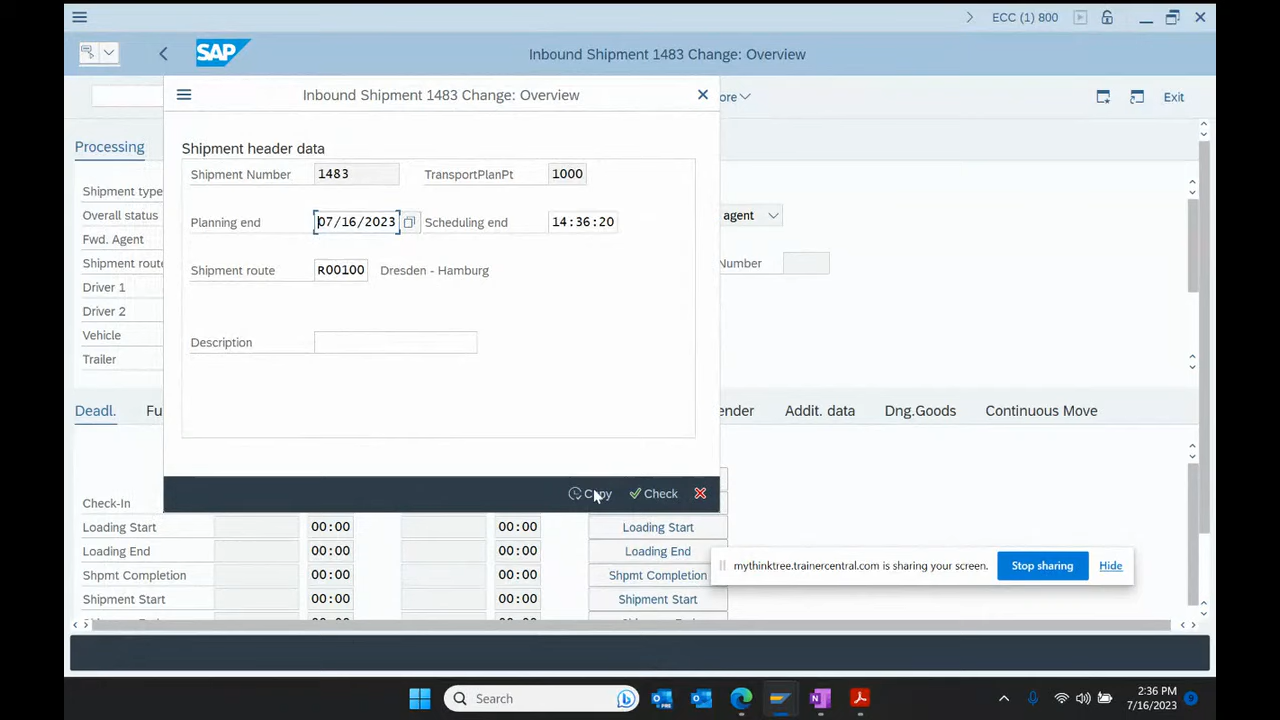 ECC (1) 800
SAP
Inbound Shipment 1483 Change: Overview
Inbound Shipment 1483 Change: Overview
ore
Exit
Processing
Shipment header data
Shipment Number 1483 TransportPlanPt 1000
Shipment type
Overall status
agent
Planning end 07/16/2023 Scheduling end 14:36:20
Fwd. Agent
Shipment route
Number
Shipment route R00100 Dresden - Hamburg
Driver 1
Driver 2
Vehicle
Description
Trailer
Deadl. Fu
ender Addit. data Dng.Goods Continuous Move
Copy Check
Check-In
Loading Start 00:00 00:00 Loading Start
Loading End 00:00 00:00 Loading End
Shpmt Completion 00:00 00:00 Shpmt Completion
Shipment Start 00:00 00:00 Shipment Start
mythinktree.trainercentral.com is sharing your screen. Stop sharing Hide
Search
2:36 PM
7/16/2023